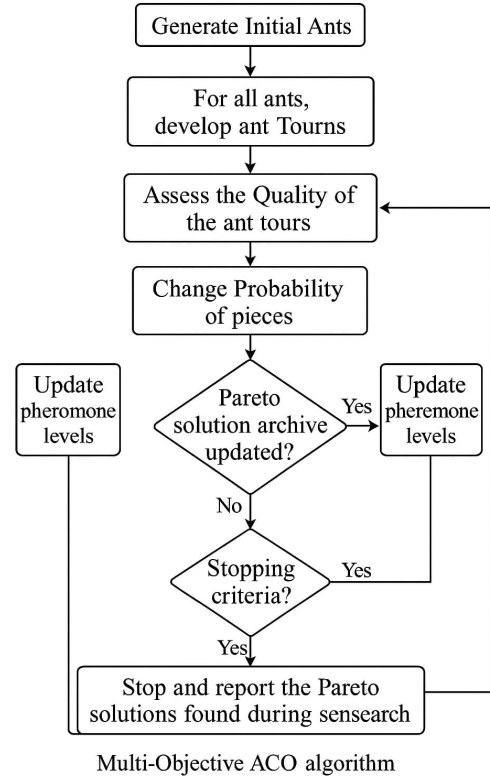 Generate Initial Ants
For all ants,
develop ant Tourns
Assess the Quality of
the ant tours
Change Probability
of pieces
Update
pheromone
levels
Pareto
solution archive
updated?
Yes
Update
pheremone
levels
No
Stopping
criteria?
Yes
Yes
Stop and report the Pareto
solutions found during sensearch
Multi-Objective ACO algorithm